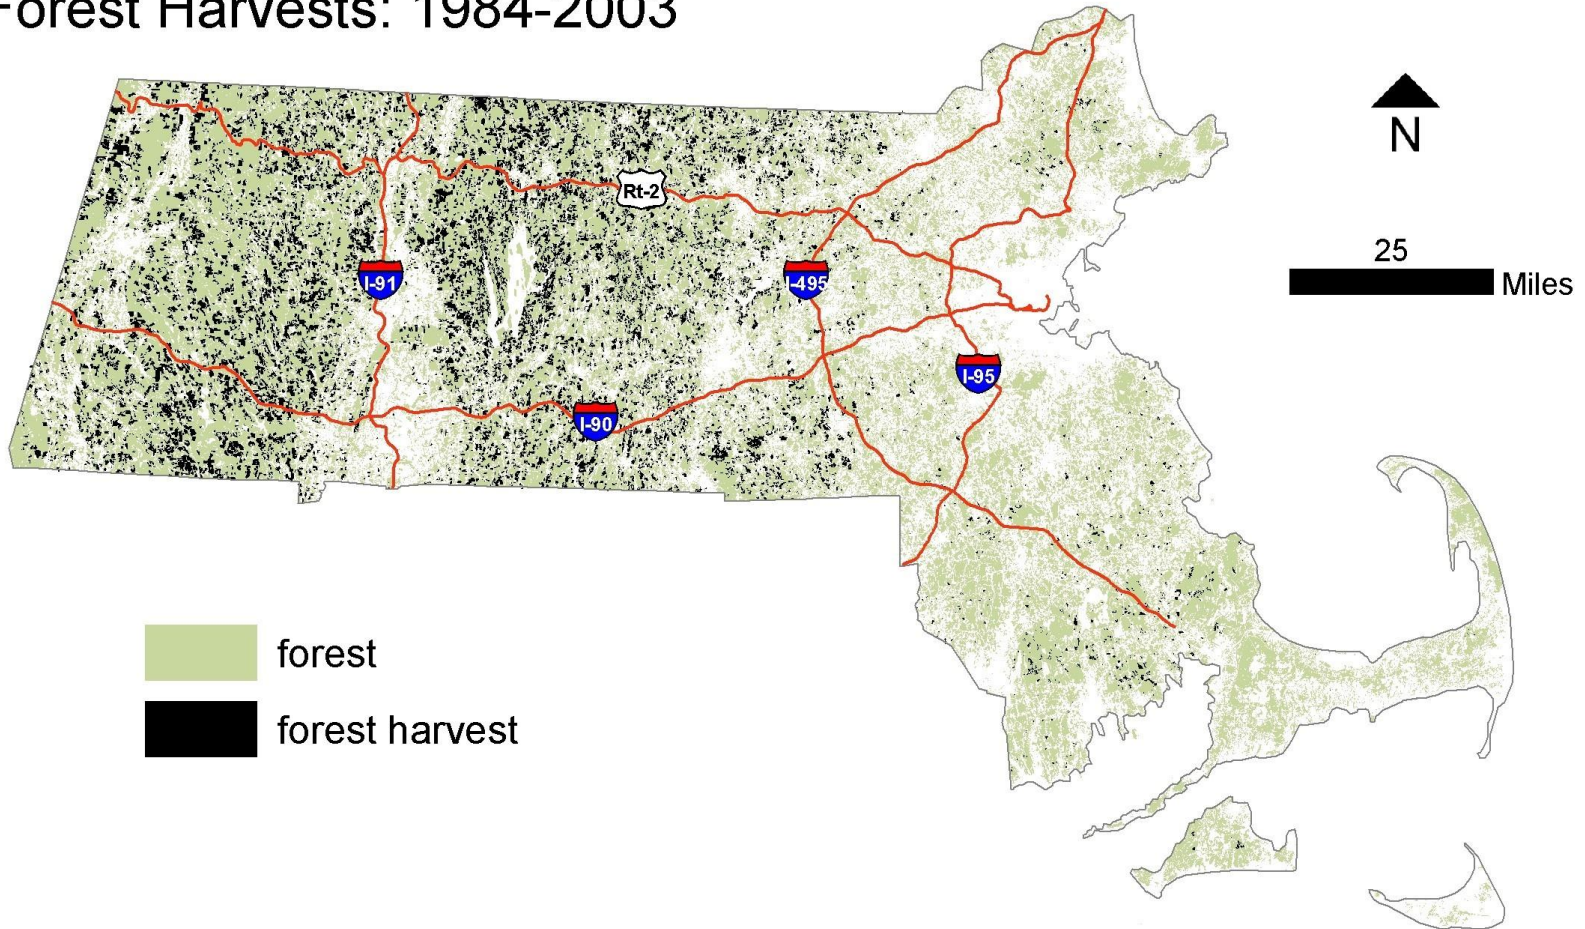 Forest Harvests: 1984-2003
N
Rt-2
25
Miles
I-91
I-495
I-95
I-90
forest
forest harvest